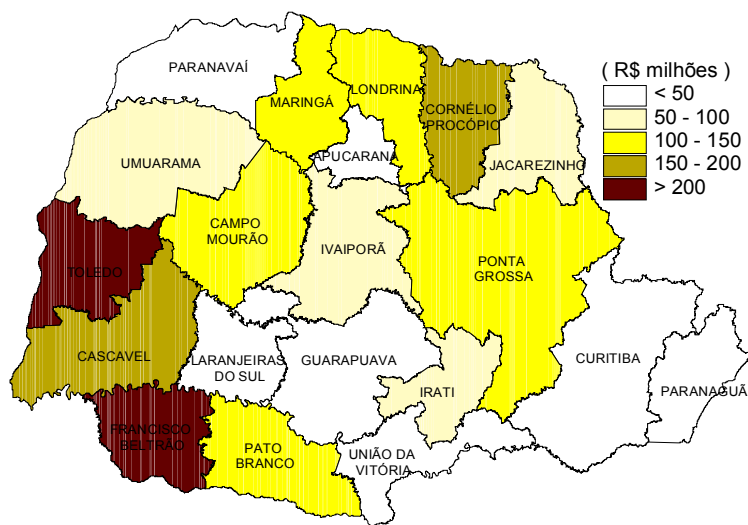 ( R$ milhões )
< 50
50 - 100
100 - 150
150 - 200
> 200
PARANAVAÍ
MARINGÁ
LONDRINA
CORNÉLIO
PROCÓPIO
APUCARANA
JACAREZINHO
UMUARAMA
CAMPO
MOURÃO
IVAIPORÃ
PONTA
GROSSA
TOLEDO
CASCAVEL
LARANJEIRAS
DO SUL
GUARAPUAVA
CURITIBA
IRATI
PARANAGUÃ
FRANCISCO
BELTRÃO
PATO
BRANCO
UNIÃO DA
VITÓRIA